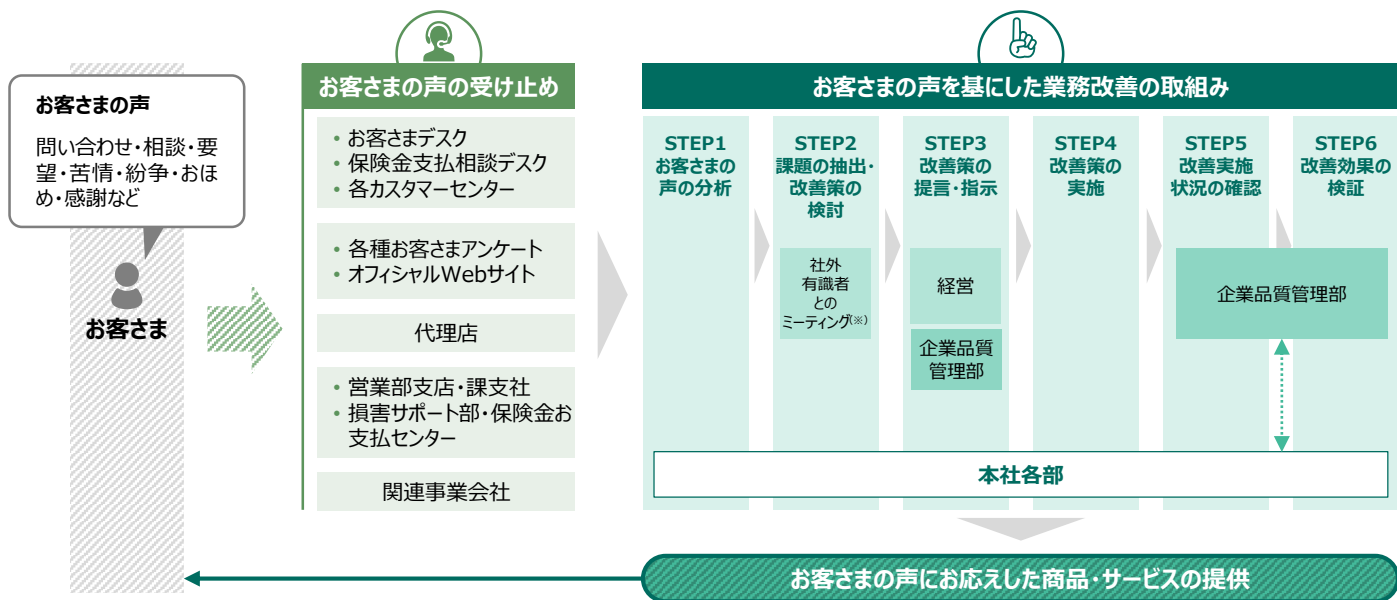 お客さまの声
問い合わせ・相談・要
望・苦情・紛争・おほ
め・感謝など
お客さま
お客さまの声の受け止め
• お客さまデスク
• 保険金支払相談デスク
• 各カスタマーセンター
• 各種お客さまアンケート
• オフィシャルWebサイト
代理店
• 営業部支店・課支社
• 損害サポート部・保険金お
支払センター
関連事業会社
お客さまの声を基にした業務改善の取組み
STEP1
お客さまの
声の分析
STEP2
課題の抽出・
改善策の
検討
社外
有識者
との
ミーティング(※)
STEP3
改善策の
提言・指示
経営
企業品質
管理部
STEP4
改善策の
実施
STEP5
改善実施
状況の確認
STEP6
改善効果の
検証
企業品質管理部
本社各部
お客さまの声にお応えした商品・サービスの提供